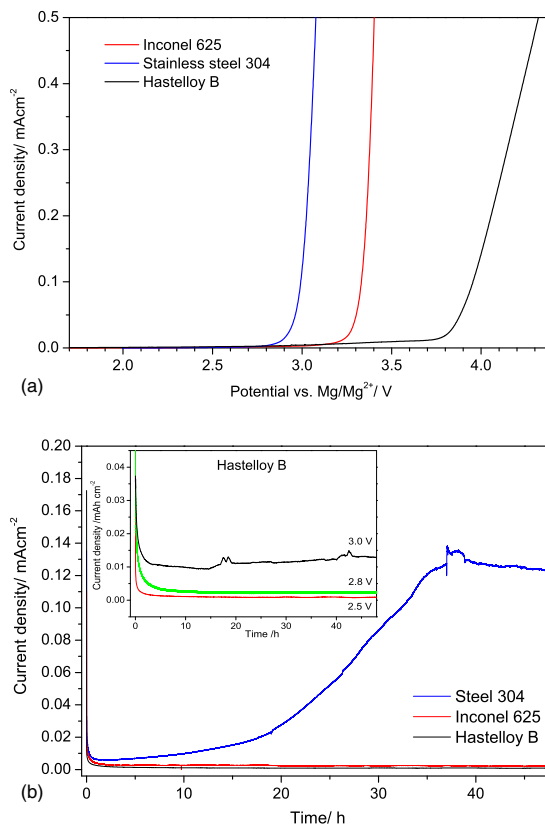 0.5
0.4
0.3
0.2
0.1
0.0
Current density/ mAcm-2
Inconel 625
Stainless steel 304
Hastelloy B
2.0 2.5 3.0 3.5 4.0
Potential vs. Mg/Mg2+/ V
(a)
0.20
0.18
0.16
0.14
0.12
0.10
0.08
0.06
0.04
0.02
0.00
Current density/ mAcm-2
Hastelloy B
0.04
0.03
0.02
0.01
0.00
Current density /mAh cm-2
3.0 V
2.8 V
2.5 V
0 10 20 30 40
Time /h
Steel 304
Inconel 625
Hastelloy B
0 10 20 30 40
Time/ h
(b)